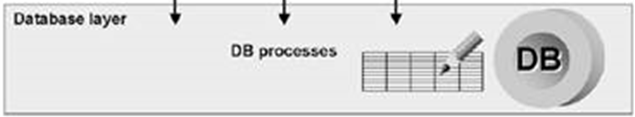 Database layer
DB processes
DB